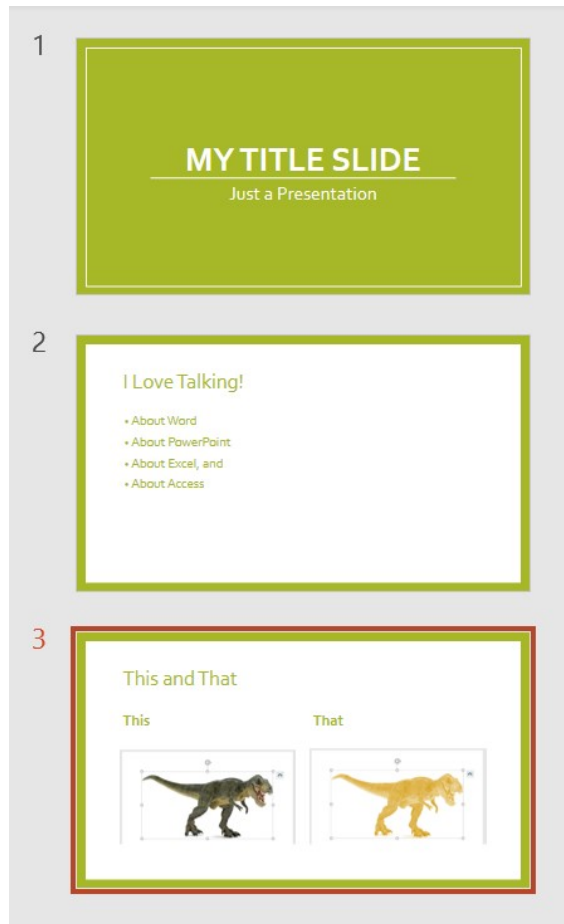 1
MY TITLE SLIDE
Just a Presentation
2
I Love Talking!
• About Word
• About PowerPoint
• About Excel, and
• About Access
3
This and That
This
That